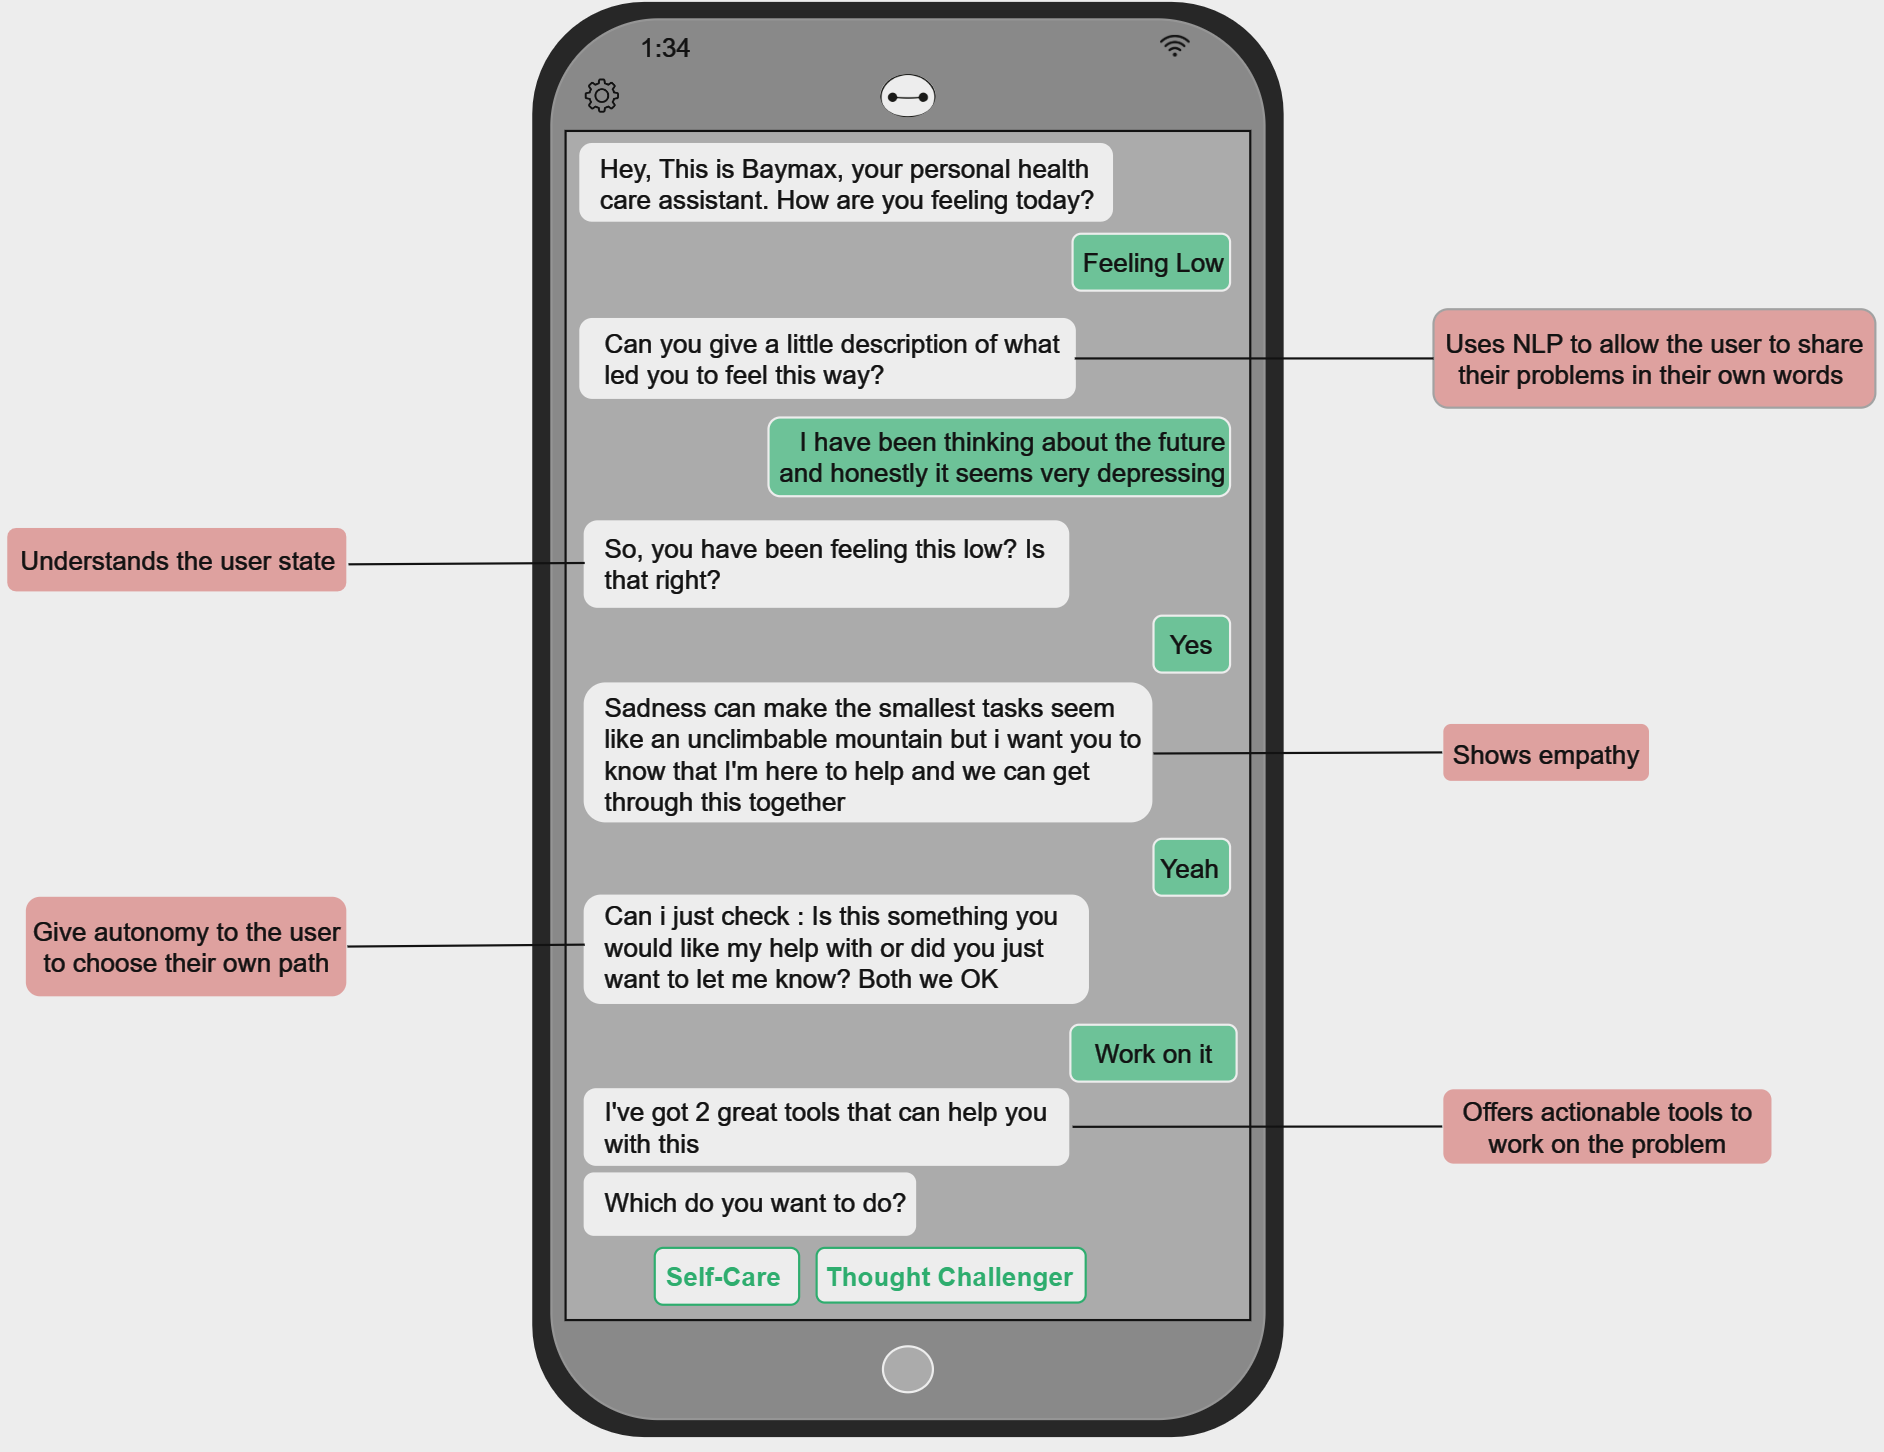 1:34
Hey, This is Baymax, your personal health
care assistant. How are you feeling today?
Feeling Low
Can you give a little description of what
led you to feel this way?
Uses NLP to allow the user to share
their problems in their own words
I have been thinking about the future
and honestly it seems very depressing
Understands the user state
So, you have been feeling this low? Is
that right?
Yes
Sadness can make the smallest tasks seem
like an unclimbable mountain but i want you to
know that I'm here to help and we can get
through this together
Shows empathy
Yeah
Give autonomy to the user
to choose their own path
Can i just check : Is this something you
would like my help with or did you just
want to let me know? Both we OK
Work on it
I've got 2 great tools that can help you
with this
Offers actionable tools to
work on the problem
Which do you want to do?
Self-Care
Thought Challenger